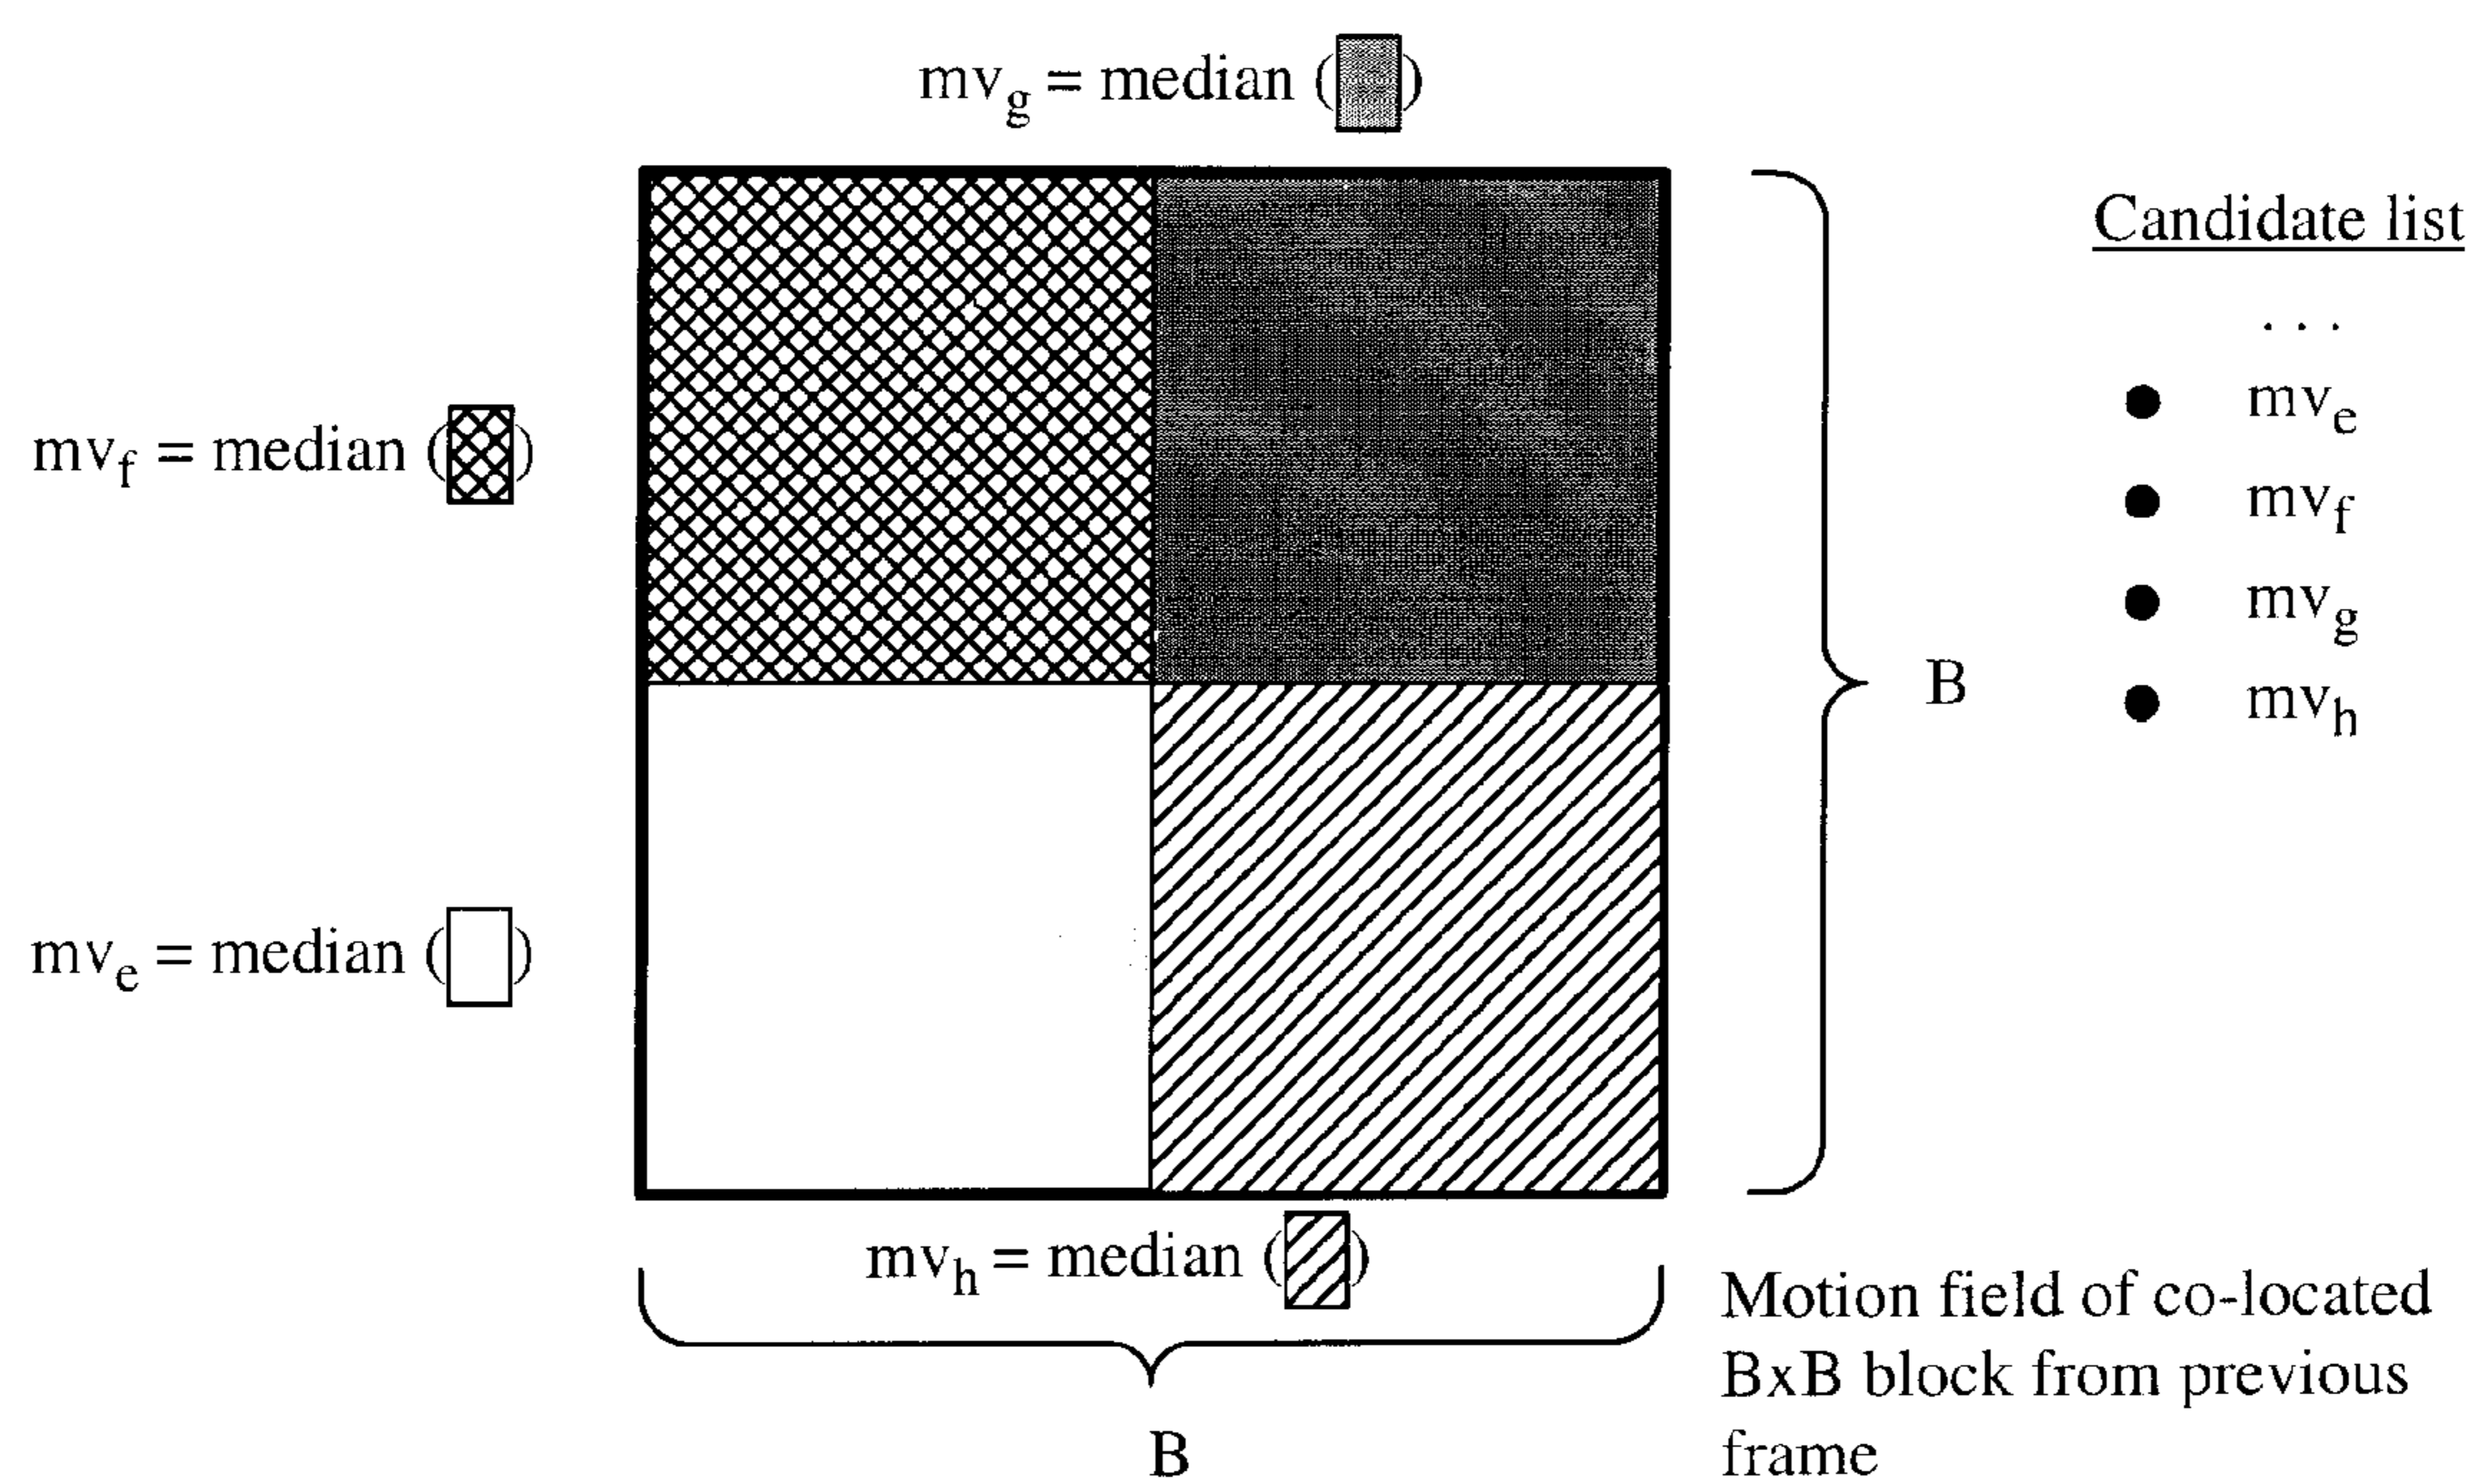 mvg = median ( )
Candidate list
. . .
● mve
mvf = median ( )
● mvf
● mvg
B
● mvh
mve = median ( )
mvh = median ( )
Motion field of co-located
BxB block from previous
frame
B